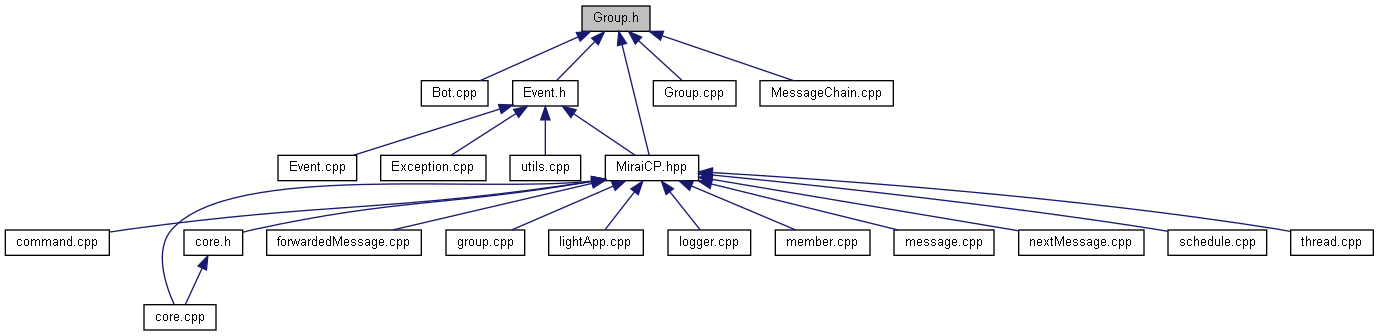 Group.h
Bot.cpp
Event.h
Group.cpp
MessageChain.cpp
Event.cpp
Exception.cpp
utils.cpp
MiraiCP.hpp
command.cpp
core.h
forwardedMessage.cpp
group.cpp
lightApp.cpp
logger.cpp
member.cpp
message.cpp
nextMessage.cpp
schedule.cpp
thread.cpp
core.cpp